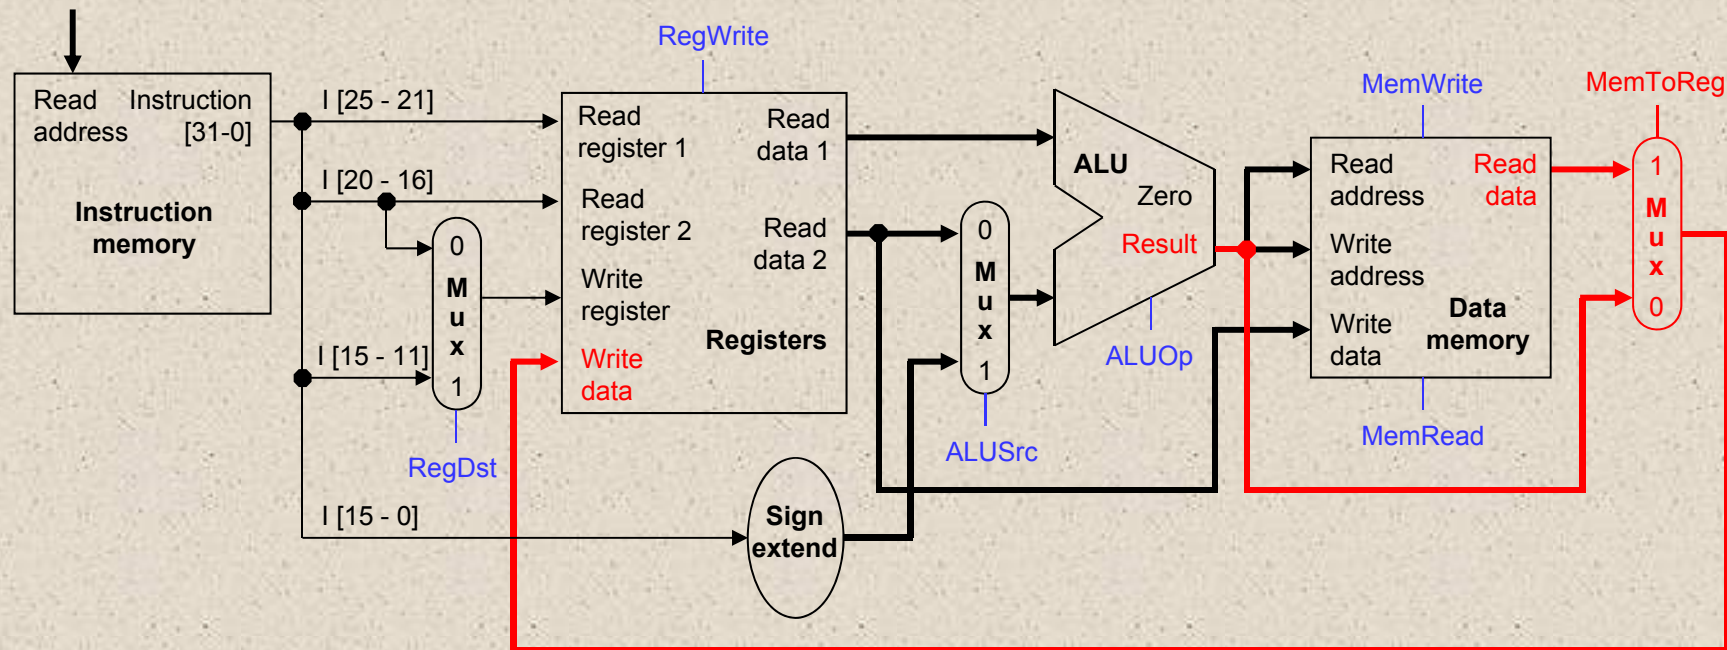 RegWrite
MemWrite
MemToReg
Read address
Instruction [31-0]
Instruction
memory
I [25 - 21]
I [20 - 16]
I [15 - 11]
I [15 - 0]
0
M
u
x
1
RegDst
Read
register 1
Read
register 2
Write
register
Write
data
Read
data 1
Read
data 2
Registers
Sign
extend
0
M
u
x
1
ALUSrc
ALU
Zero
Result
ALUOp
Read
address
Write
address
Write
data
Read
data
Data
memory
MemRead
1
M
u
x
0